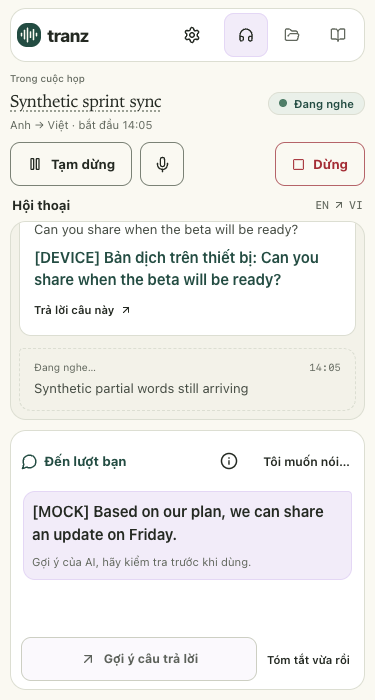 tranz
Trong cuộc họp
Synthetic sprint sync
Đang nghe
Anh → Việt · bắt đầu 14:05
Tạm dừng
Dừng
Hội thoại
EN ↗ VI
Can you share when the beta will be ready?
[DEVICE] Bản dịch trên thiết bị: Can you
share when the beta will be ready?
Trả lời câu này ↗
Đang nghe...
14:05
Synthetic partial words still arriving
Đến lượt bạn
Tôi muốn nói...
[MOCK] Based on our plan, we can share
an update on Friday.
Gợi ý của AI, hãy kiểm tra trước khi dùng.
Gợi ý câu trả lời
Tóm tắt vừa rồi